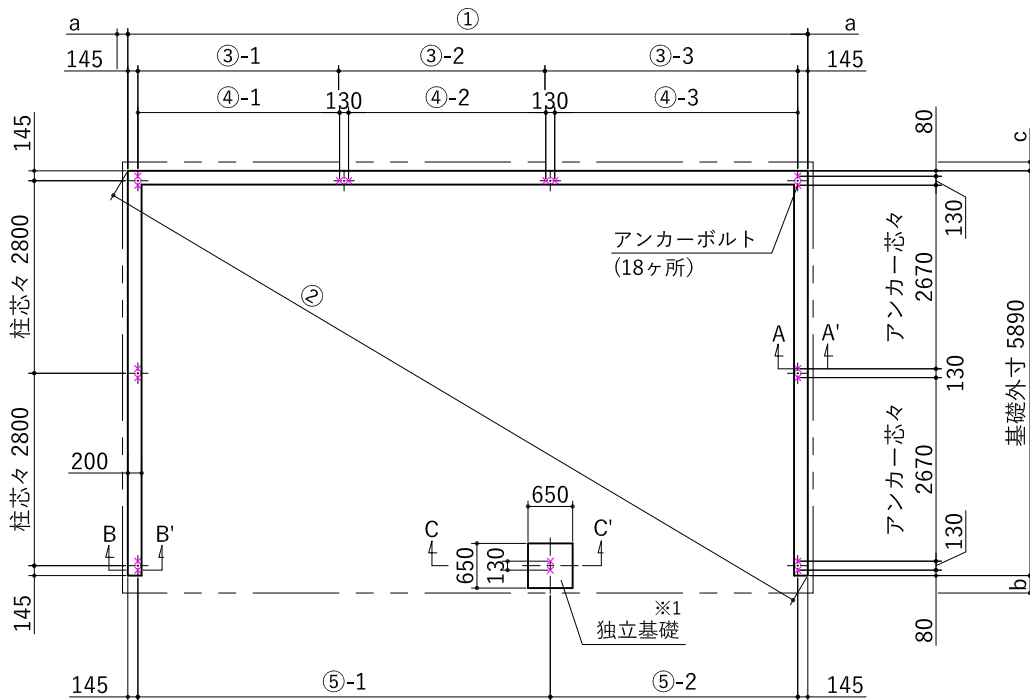 a
①
a
145
③-1
③-2
③-3
145
④-1
130
④-2
130
④-3
145
80
c
柱芯々 2800
アンカーボルト
(18ヶ所)
アンカー芯々
2670
130
②
A
A'
基礎外寸 5890
130
柱芯々 2800
アンカー芯々
2670
200
650
B
B'
C
C'
650
130
130
※1
独立基礎
b
145
80
145
⑤-1
⑤-2
145